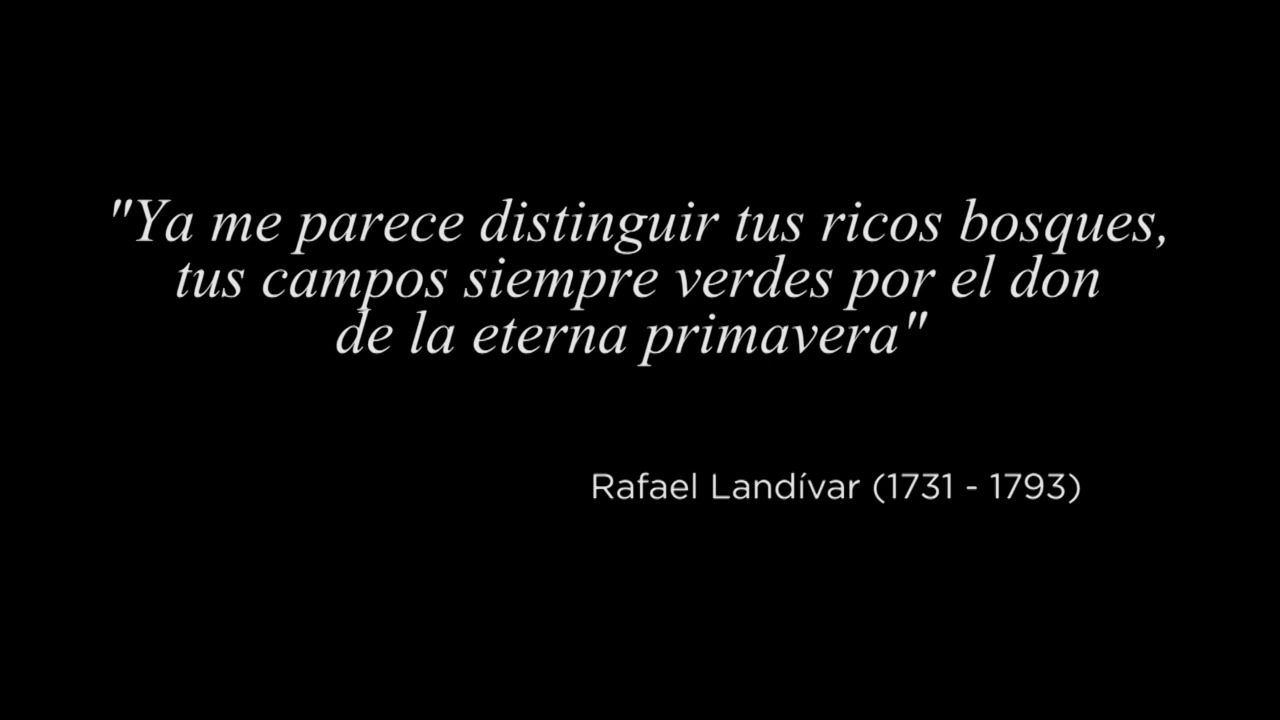 "Ya me parece distinguir tus ricos bosques,
tus campos siempre verdes por el don
de la eterna primavera"
Rafael Landívar (1731 - 1793)